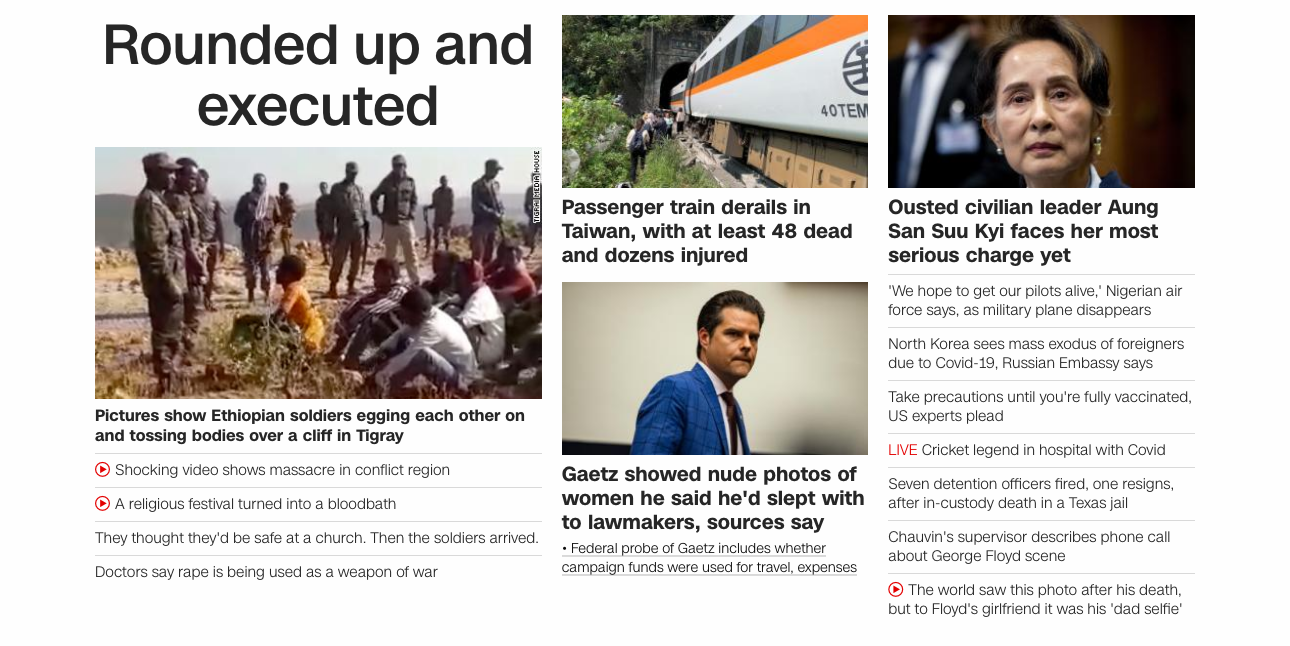 Rounded up and
executed
TIGRAI MEDIA HOUSE
Pictures show Ethiopian soldiers egging each other on
and tossing bodies over a cliff in Tigray
Shocking video shows massacre in conflict region
A religious festival turned into a bloodbath
They thought they'd be safe at a church. Then the soldiers arrived.
Doctors say rape is being used as a weapon of war
40TEM
Passenger train derails in
Taiwan, with at least 48 dead
and dozens injured
Gaetz showed nude photos of
women he said he'd slept with
to lawmakers, sources say
• Federal probe of Gaetz includes whether
campaign funds were used for travel, expenses
Ousted civilian leader Aung
San Suu Kyi faces her most
serious charge yet
'We hope to get our pilots alive,' Nigerian air
force says, as military plane disappears
North Korea sees mass exodus of foreigners
due to Covid-19, Russian Embassy says
Take precautions until you're fully vaccinated,
US experts plead
LIVE Cricket legend in hospital with Covid
Seven detention officers fired, one resigns,
after in-custody death in a Texas jail
Chauvin's supervisor describes phone call
about George Floyd scene
The world saw this photo after his death,
but to Floyd's girlfriend it was his 'dad selfie'